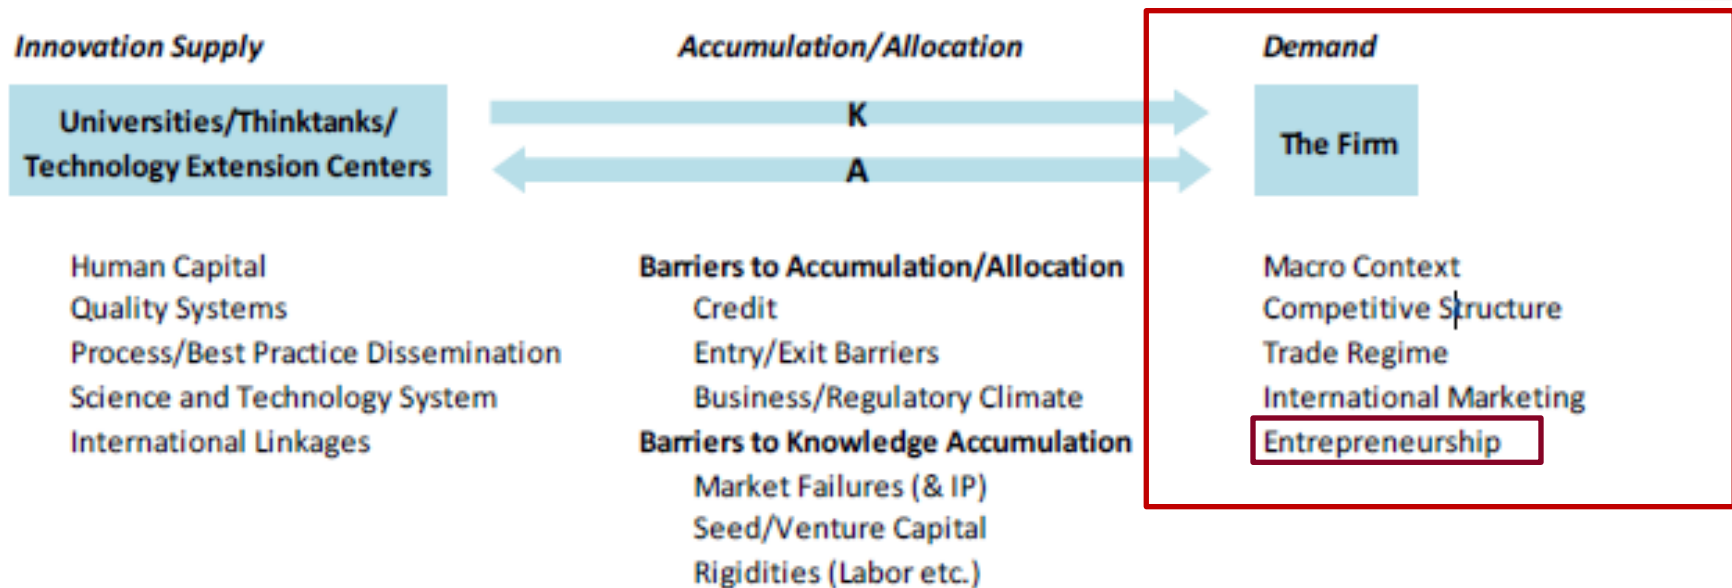 Innovation Supply
Universities/Thinktanks/
Technology Extension Centers
Human Capital
Quality Systems
Process/Best Practice Dissemination
Science and Technology System
International Linkages
Accumulation/Allocation
K
A
Barriers to Accumulation/Allocation
Credit
Entry/Exit Barriers
Business/Regulatory Climate
Barriers to Knowledge Accumulation
Market Failures (& IP)
Seed/Venture Capital
Rigidities (Labor etc.)
Demand
The Firm
Macro Context
Competitive Structure
Trade Regime
International Marketing
Entrepreneurship